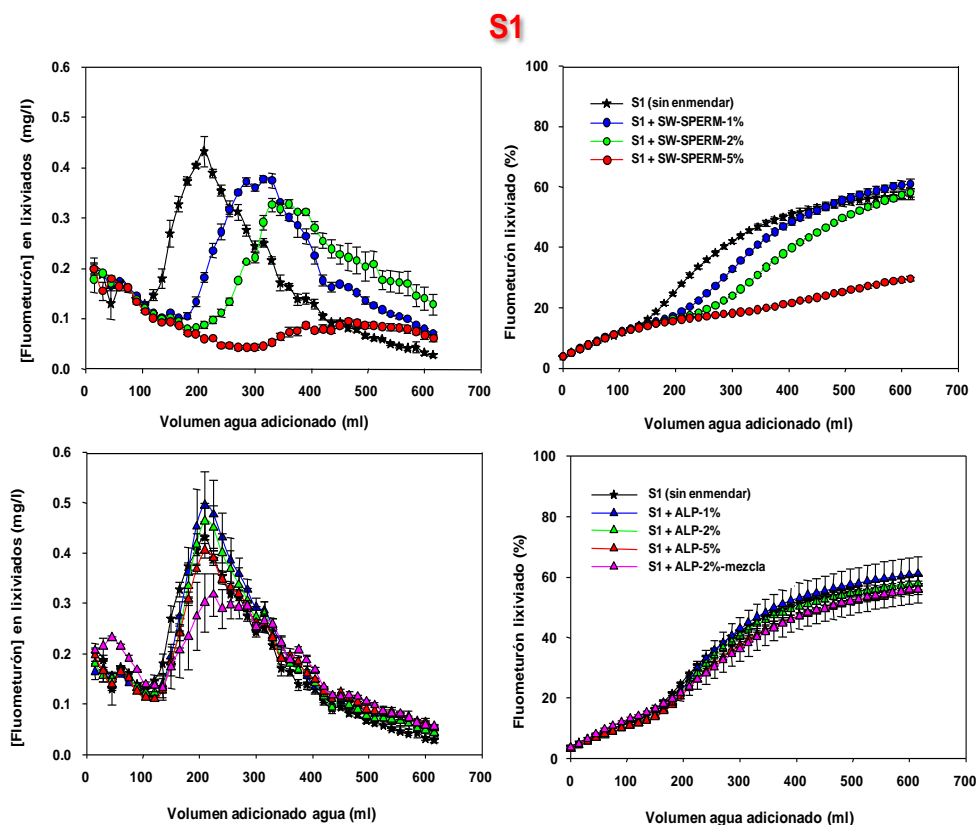 S1
[Fluometurón] en lixiviados (mg/l)
0.6
0.5
0.4
0.3
0.2
0.1
0.0
0 100 200 300 400 500 600 700
Volumen agua adicionado (ml)
Fluometurón lixiviado (%)
100
80
60
40
20
0
S1 (sin enmendar)
S1 + SW-SPERM-1%
S1 + SW-SPERM-2%
S1 + SW-SPERM-5%
0 100 200 300 400 500 600 700
Volumen agua adicionado (ml)
[Fluometurón] en lixiviados (mg/l)
0.6
0.5
0.4
0.3
0.2
0.1
0.0
0 100 200 300 400 500 600 700
Volumen adicionado agua (ml)
Fluometurón lixiviado (%)
100
80
60
40
20
0
S1 (sin enmendar)
S1 + ALP-1%
S1 + ALP-2%
S1 + ALP-5%
S1 + ALP-2%-mezcla
0 100 200 300 400 500 600 700
Volumen agua adicionado (ml)